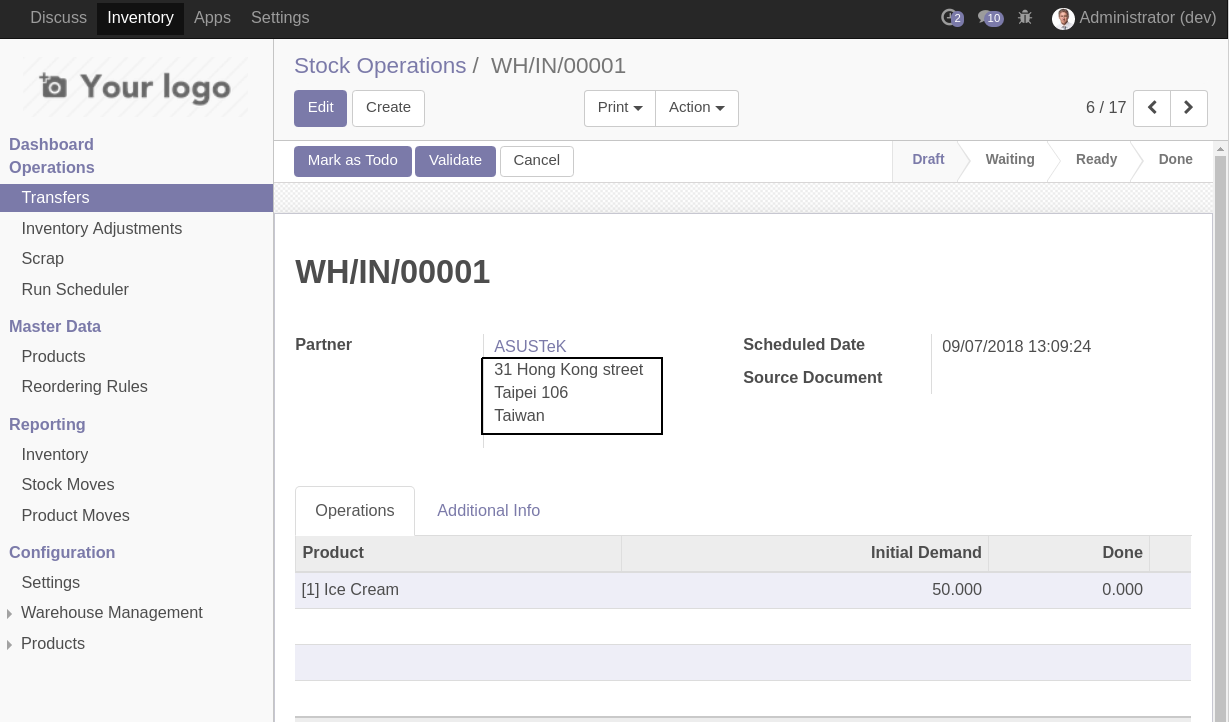 Discuss Inventory Apps Settings 2 10 Administrator (dev)
Your logo
Stock Operations / WH/IN/00001
Edit Create Print Action 6 / 17
Mark as Todo Validate Cancel Draft Waiting Ready Done
Dashboard
Operations
Transfers
Inventory Adjustments
Scrap
Run Scheduler
Master Data
Products
Reordering Rules
Reporting
Inventory
Stock Moves
Product Moves
Configuration
Settings
Warehouse Management
Products
WH/IN/00001
Partner ASUSTeK
31 Hong Kong street
Taipei 106
Taiwan
Scheduled Date 09/07/2018 13:09:24
Source Document
Operations Additional Info
Product Initial Demand Done
[1] Ice Cream 50.000 0.000